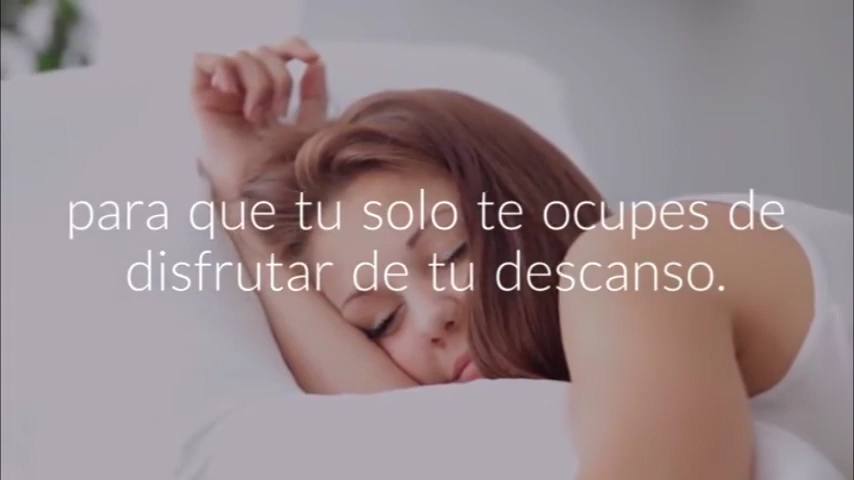 para que tu solo te ocupes de
disfrutar de tu descanso.